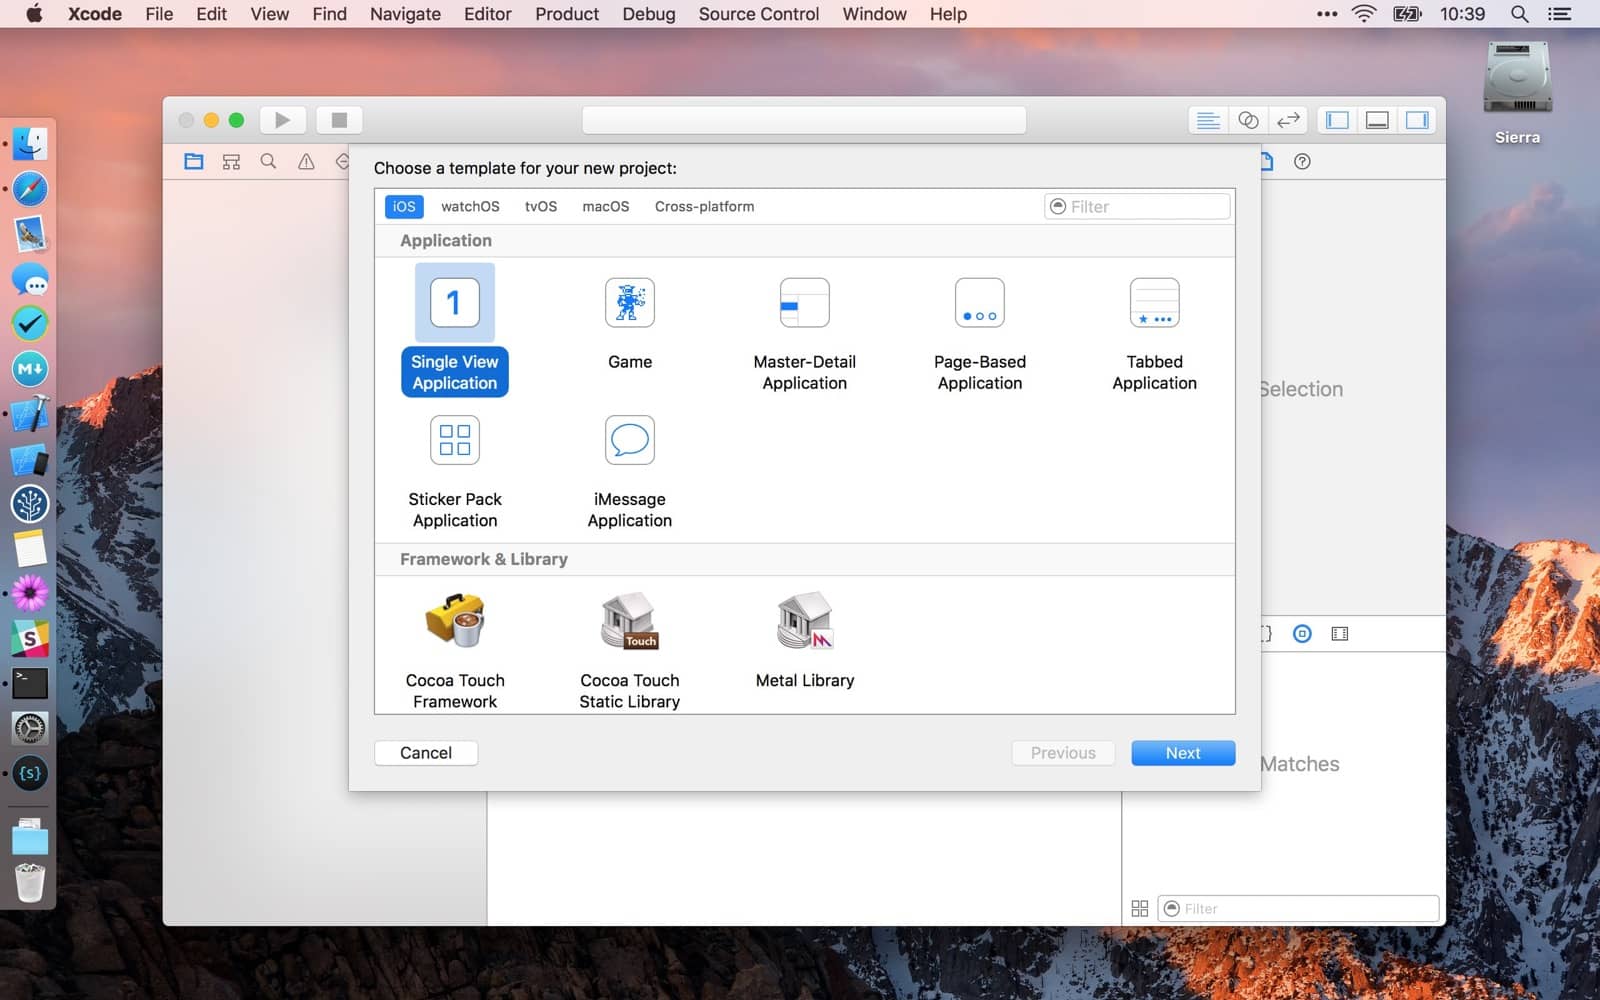 Xcode File Edit View Find Navigate Editor Product Debug Source Control Window Help 10:39
Sierra
Choose a template for your new project:
iOS watchOS tvOS macOS Cross-platform Filter
Application
1
Single View
Application
Game
Master-Detail
Application
Page-Based
Application
Tabbed
Application
Sticker Pack
Application
iMessage
Application
Framework & Library
Touch
Cocoa Touch
Framework
Cocoa Touch
Static Library
Metal Library
Cancel Previous Next
Selection
Matches
Filter
M
S
>_
{s}